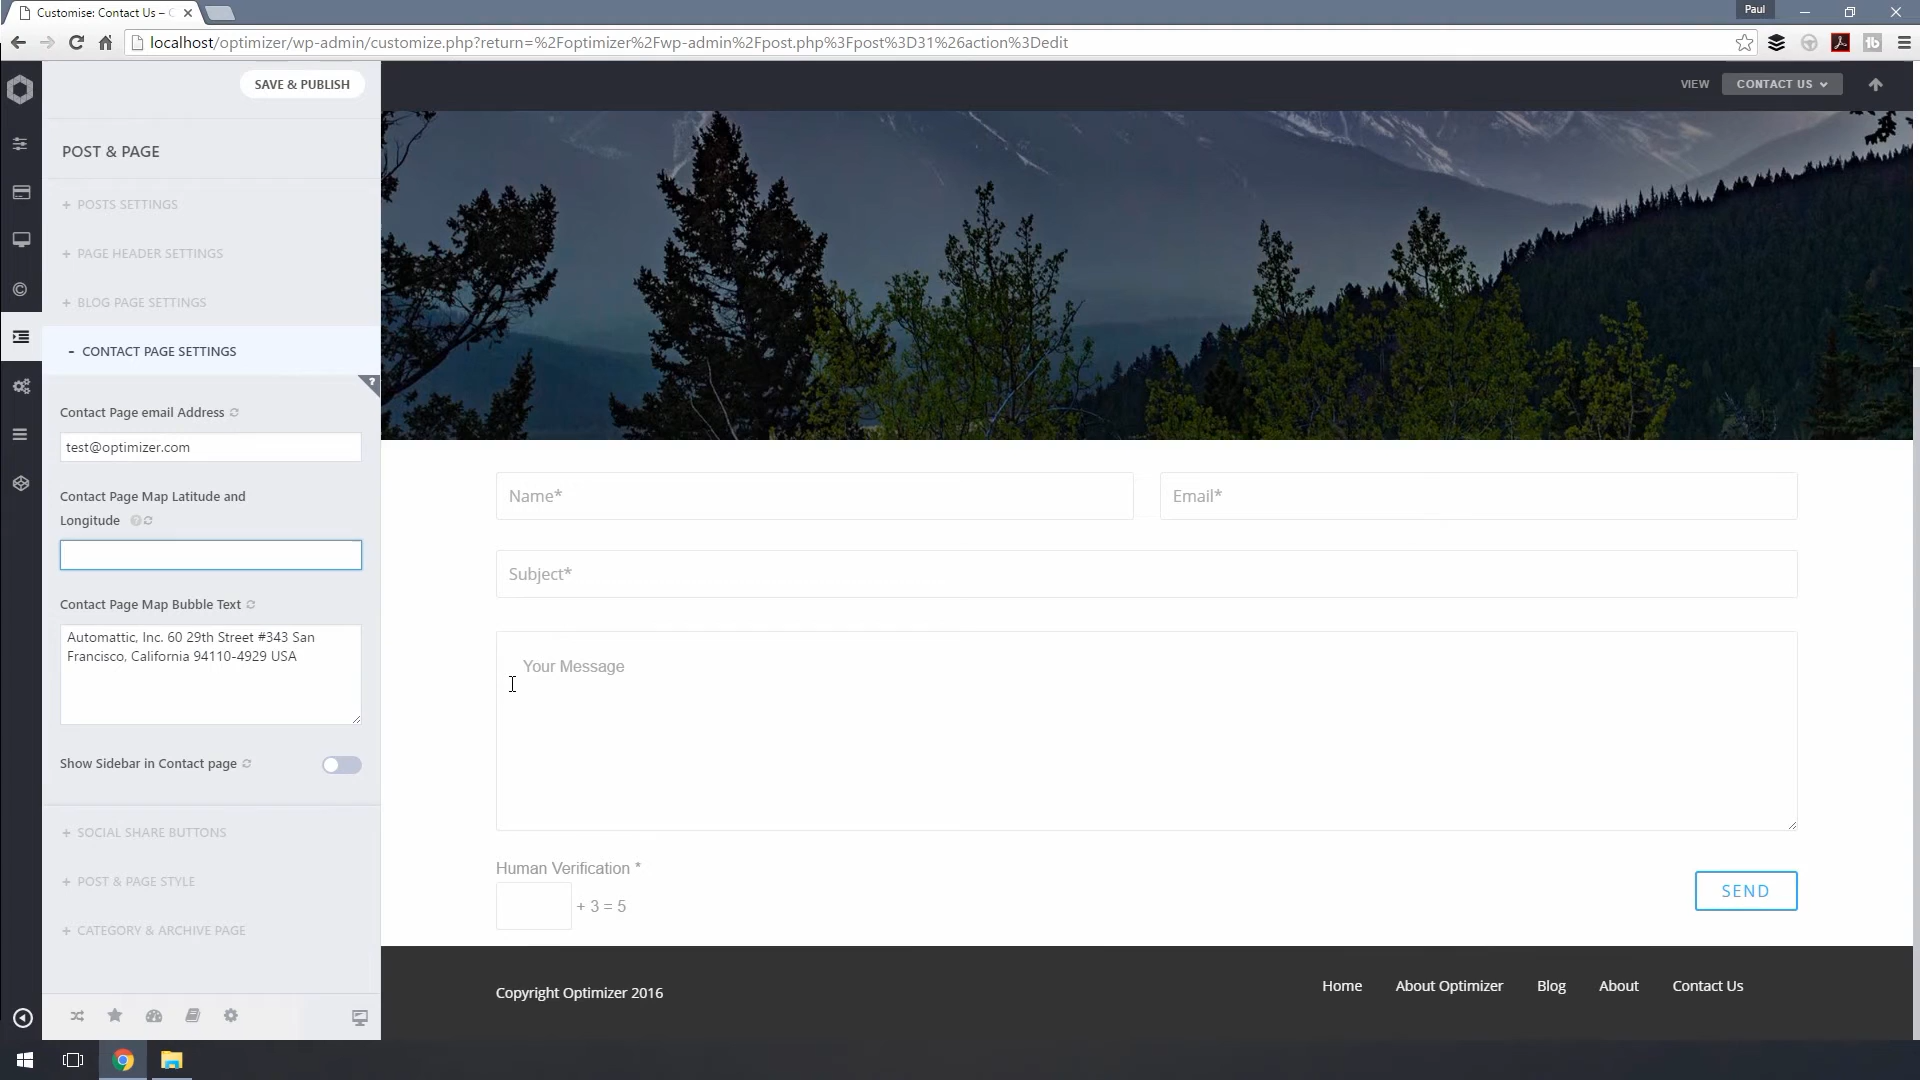 Customise: Contact Us –
Paul
localhost/optimizer/wp-admin/customize.php?return=%2Foptimizer%2Fwp-admin%2Fpost.php%3Fpost%3D31%26action%3Dedit
SAVE & PUBLISH
VIEW
CONTACT US
POST & PAGE
+ POSTS SETTINGS
+ PAGE HEADER SETTINGS
+ BLOG PAGE SETTINGS
- CONTACT PAGE SETTINGS
?
Contact Page email Address
test@optimizer.com
Contact Page Map Latitude and
Longitude
Contact Page Map Bubble Text
Automattic, Inc. 60 29th Street #343 San
Francisco, California 94110-4929 USA
Show Sidebar in Contact page
+ SOCIAL SHARE BUTTONS
+ POST & PAGE STYLE
+ CATEGORY & ARCHIVE PAGE
Name*
Email*
Subject*
Your Message
Human Verification *
+ 3 = 5
SEND
Copyright Optimizer 2016
Home
About Optimizer
Blog
About
Contact Us